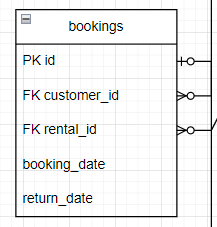 bookings
PK id
FK customer_id
FK rental_id
booking_date
return_date